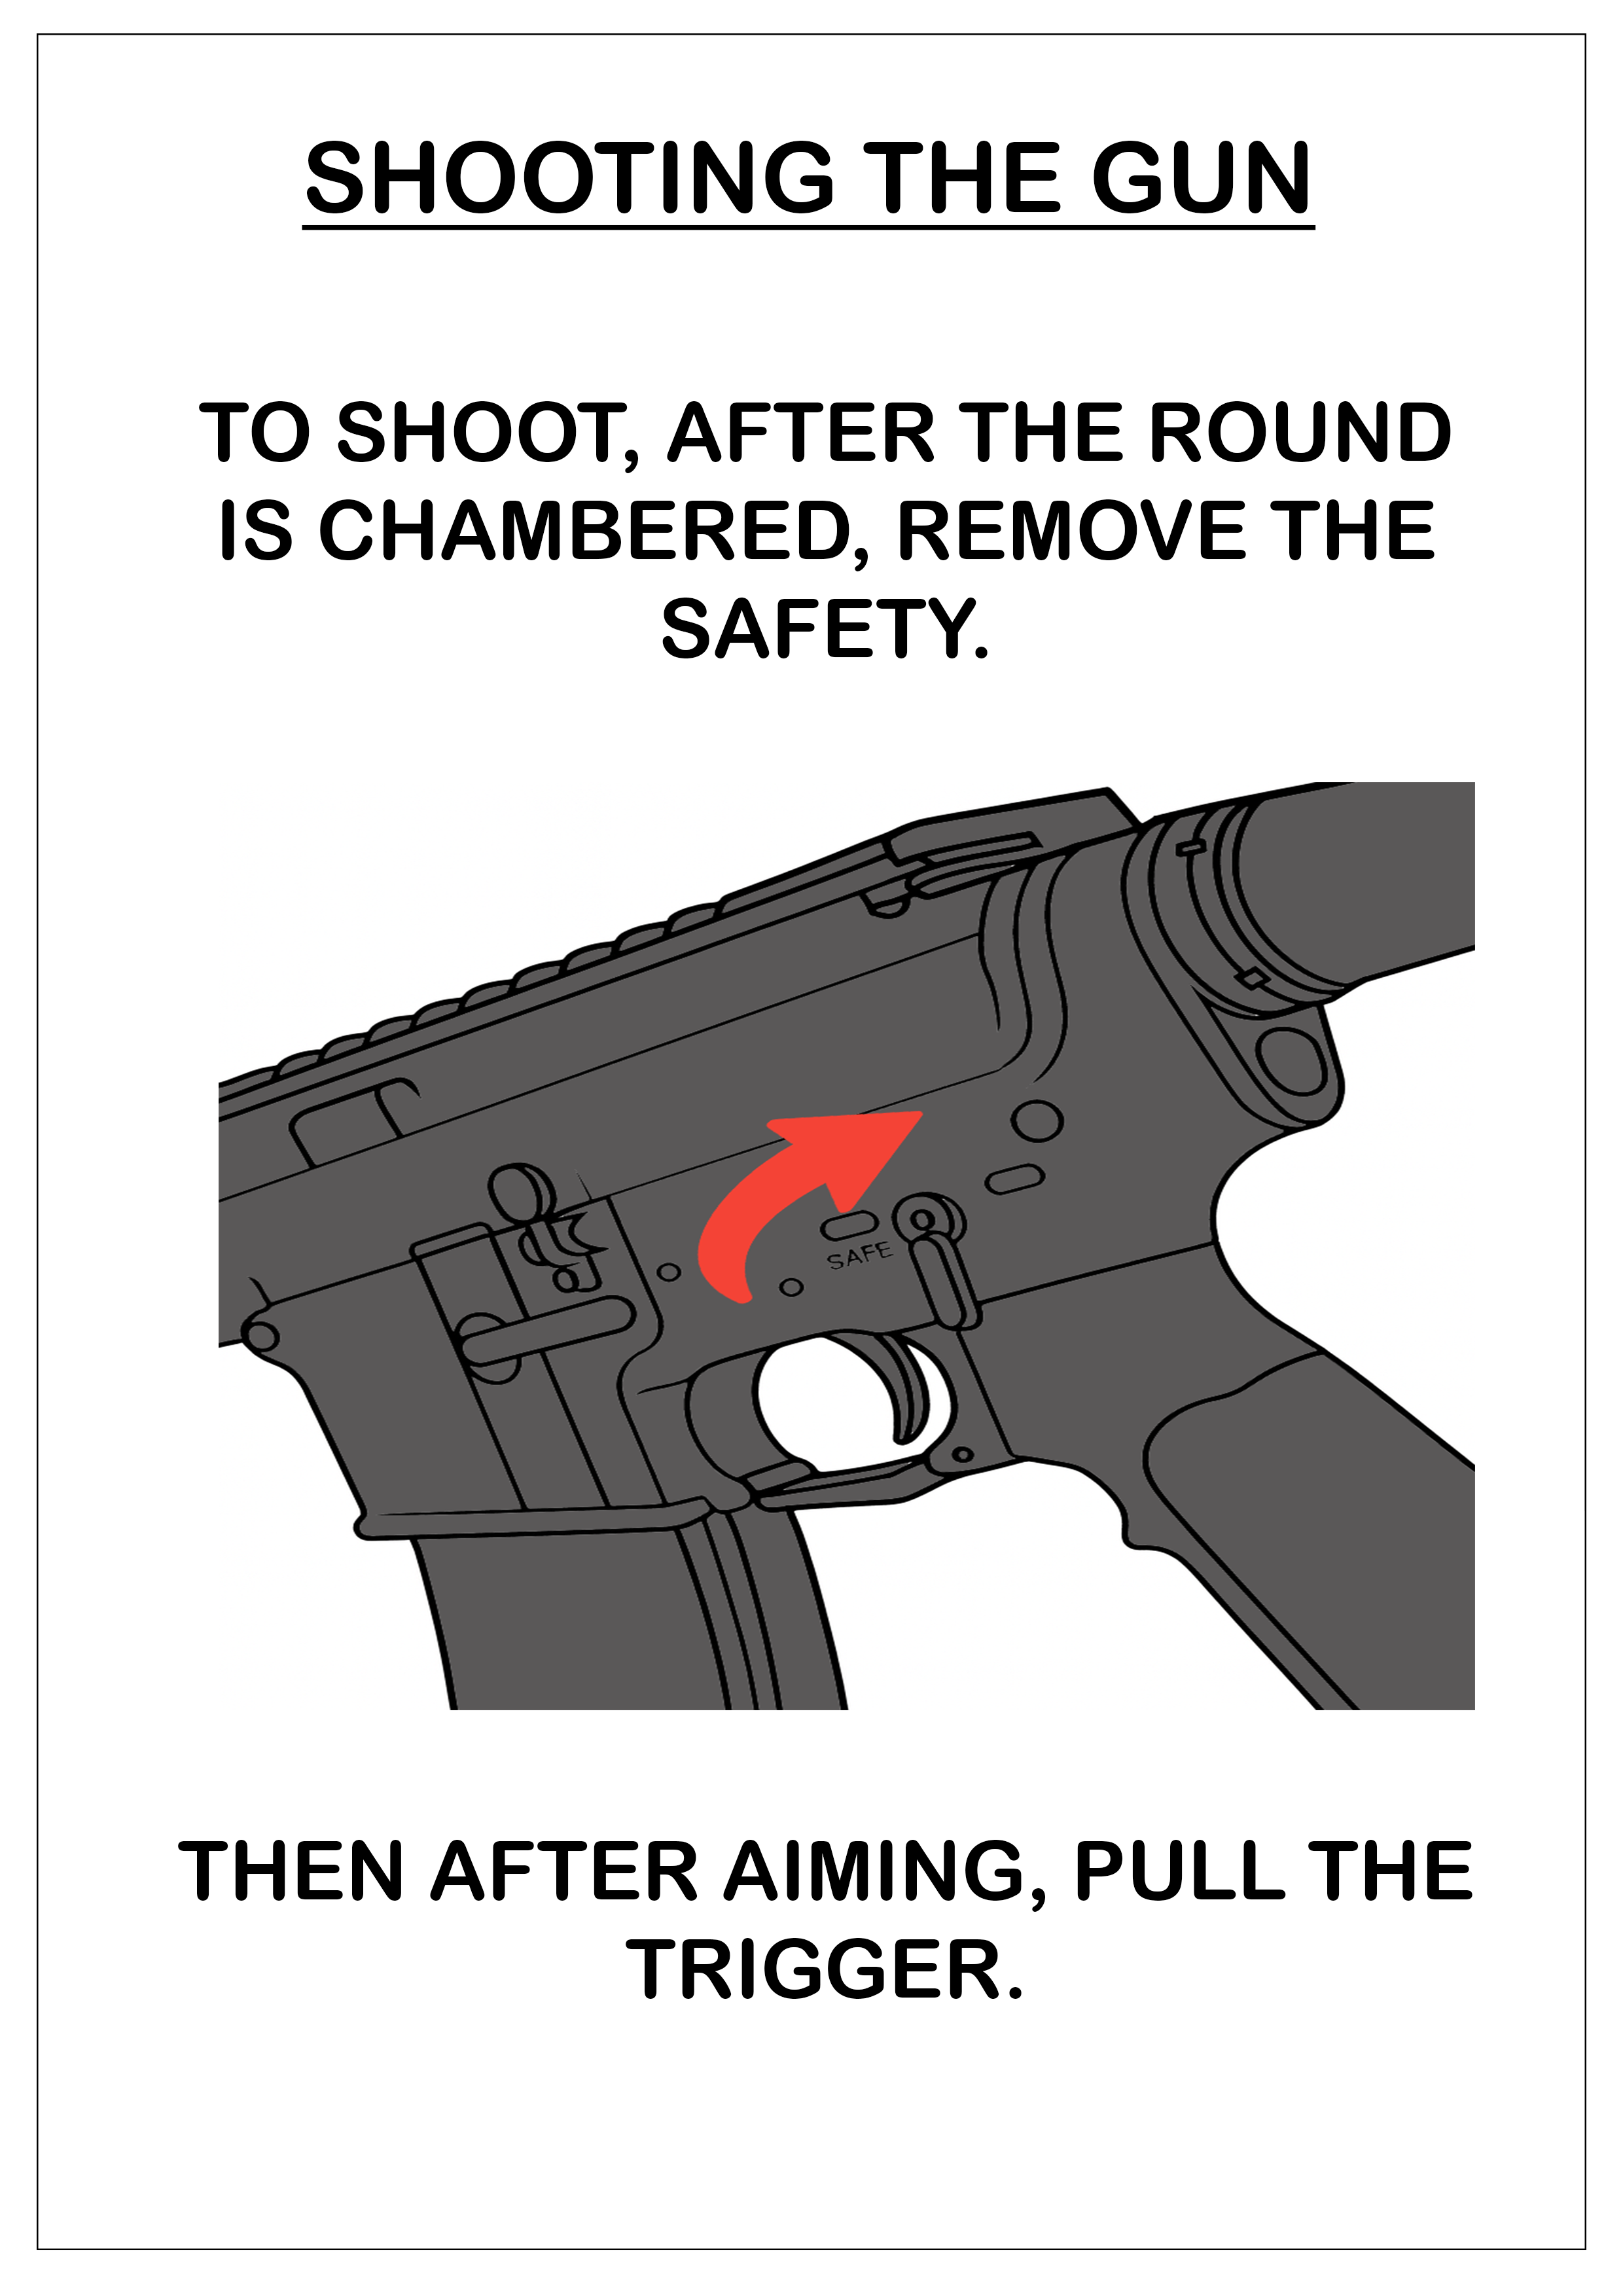 SHOOTING THE GUN
TO SHOOT, AFTER THE ROUND
IS CHAMBERED, REMOVE THE
SAFETY.
SAFE
THEN AFTER AIMING, PULL THE
TRIGGER.